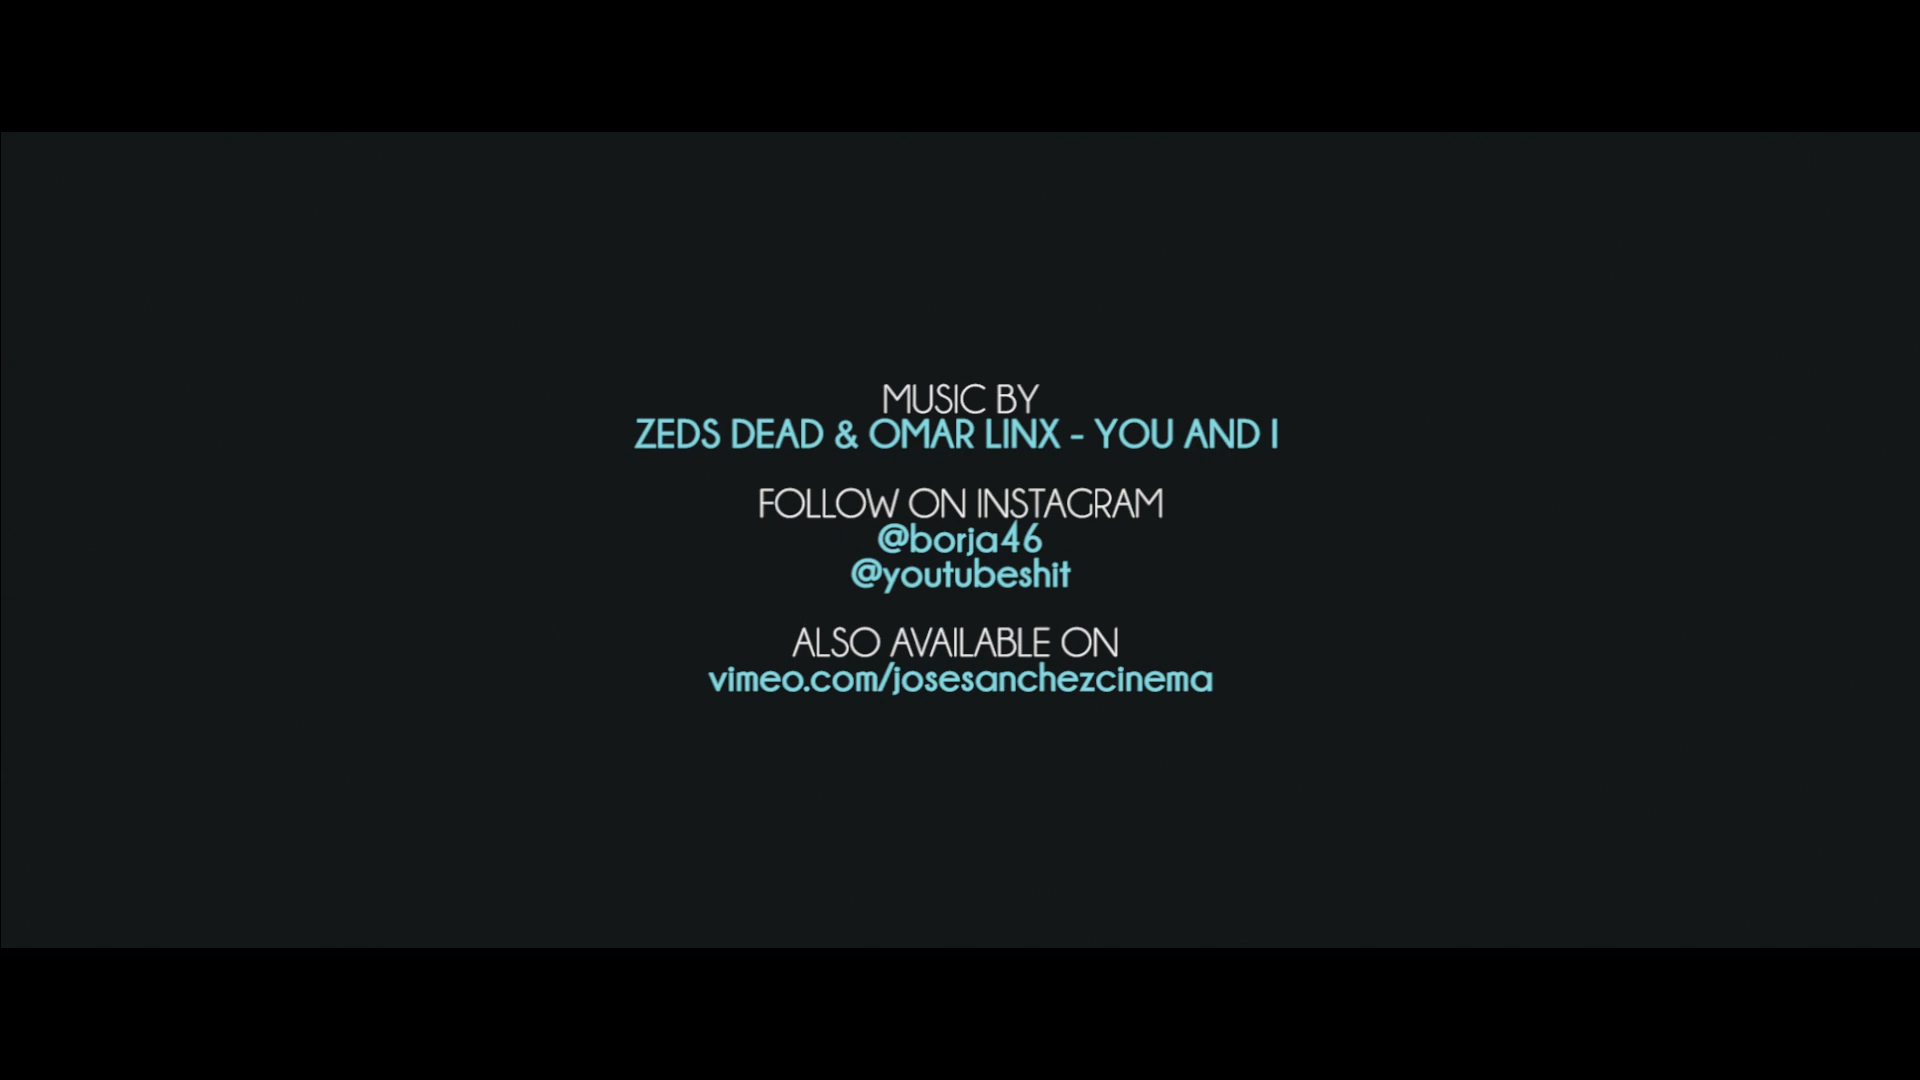 MUSIC BY
ZEDS DEAD & OMAR LINX - YOU AND I
FOLLOW ON INSTAGRAM
@borja46
@youtubeshit
ALSO AVAILABLE ON
vimeo.com/josesanchezcinema